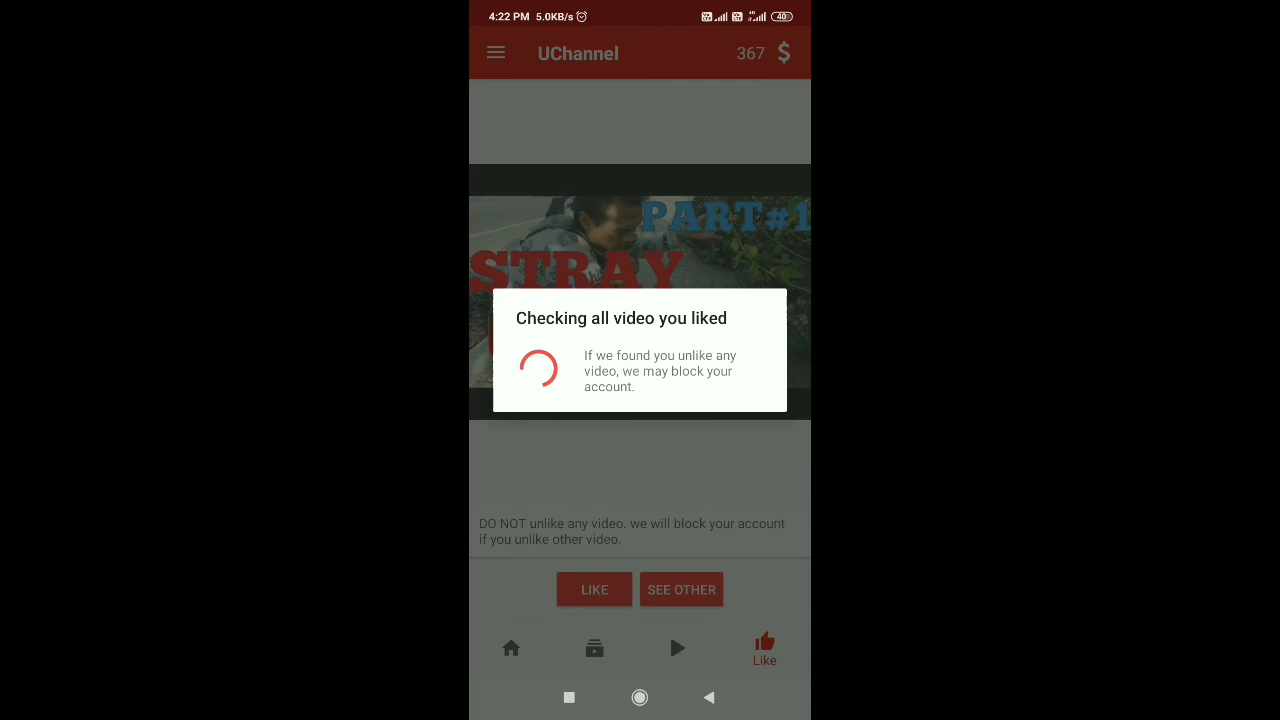 4:22 PM 5.0KB/s 40
UChannel 367 $
PART#1
STRAY
Checking all video you liked
If we found you unlike any
video, we may block your
account.
DO NOT unlike any video. we will block your account
if you unlike other video.
LIKE SEE OTHER
Like